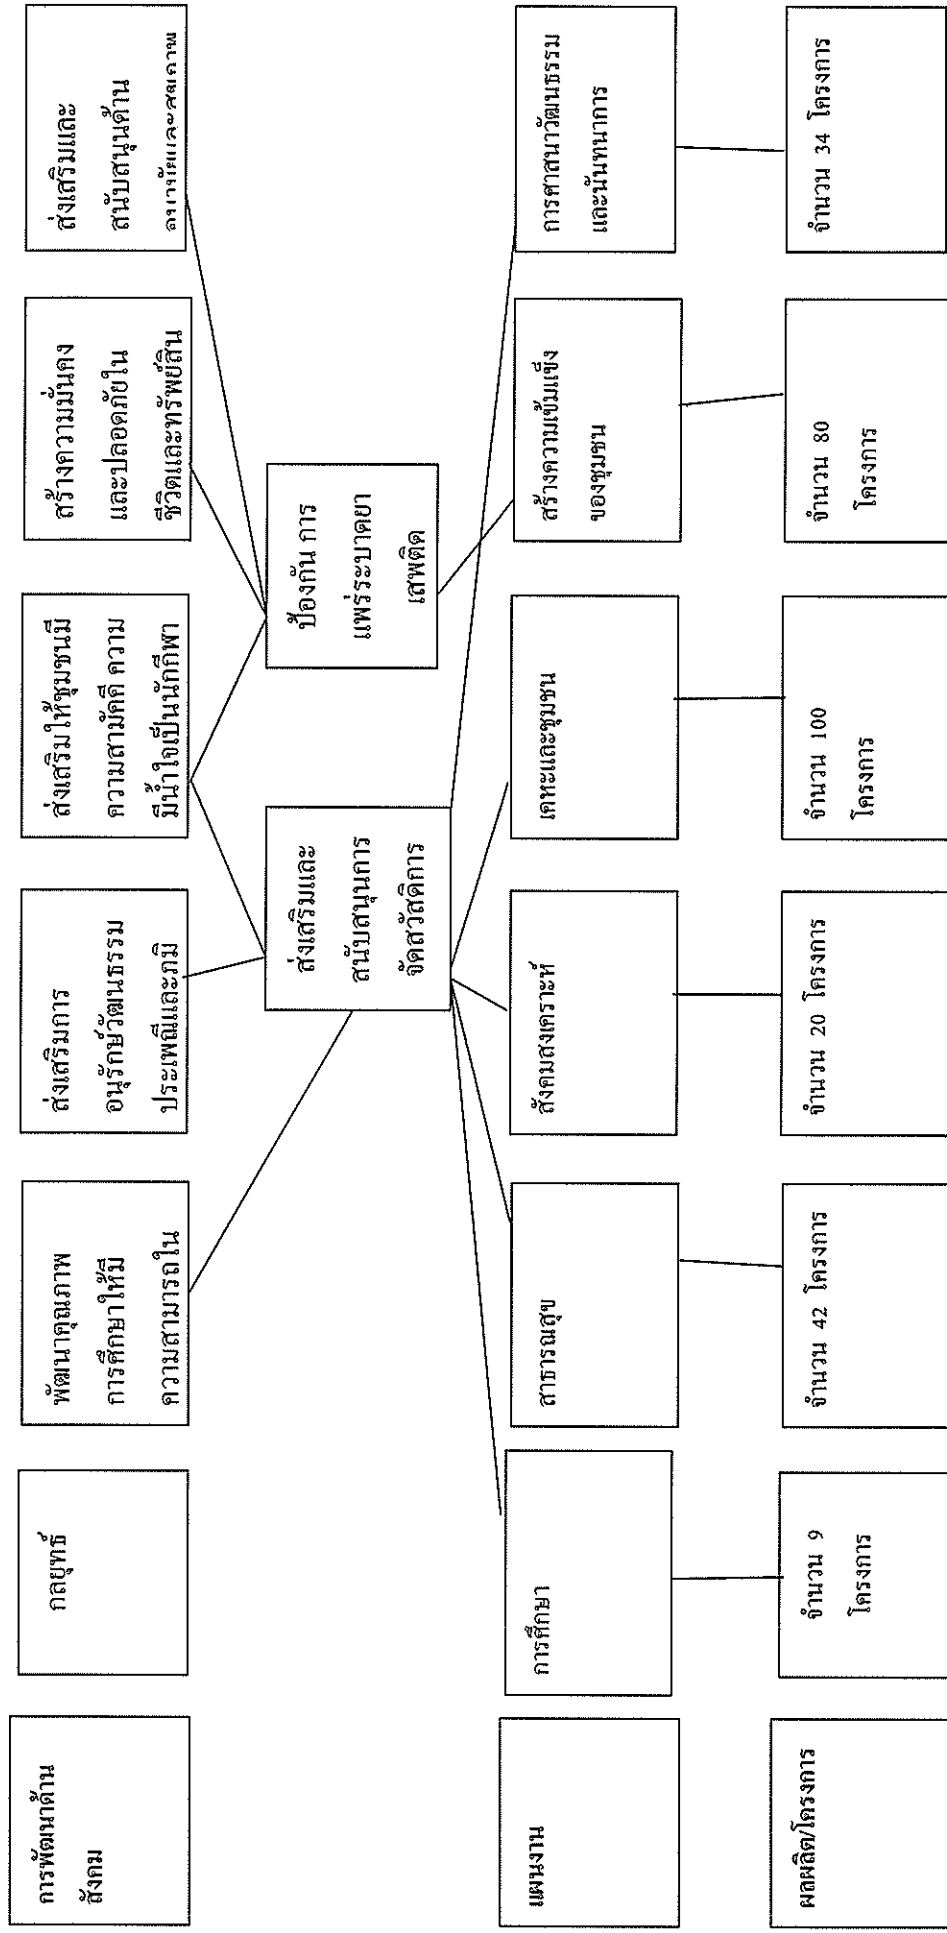 การพัฒนาด้าน
สังคม
กลยุทธ์
พัฒนาคุณภาพ
การศึกษาให้มี
ความสามารถใน
ส่งเสริมการ
อนุรักษ์วัฒนธรรม
ประเพณีและภูมิ
ส่งเสริมให้ชุมชนมี
ความสามัคคี ความ
มีน้ำใจเป็นนักกีฬา
สร้างความมั่นคง
และปลอดภัยใน
ชีวิตและทรัพย์สิน
ส่งเสริมและ
สนับสนุนด้าน
ส่งเสริมและ
สนับสนุนการ
จัดสวัสดิการ
ป้องกัน การ
แพร่ระบาดยา
เสพติด
แผนงาน
การศึกษา
สาธารณสุข
สังคมสงเคราะห์
เคหะและชุมชน
สร้างความเข้มแข็ง
ของชุมชน
การศาสนาวัฒนธรรม
และนันทนาการ
ผลผลิต/โครงการ
จำนวน 9
โครงการ
จำนวน 42 โครงการ
จำนวน 20 โครงการ
จำนวน 100
โครงการ
จำนวน 80
โครงการ
จำนวน 34 โครงการ